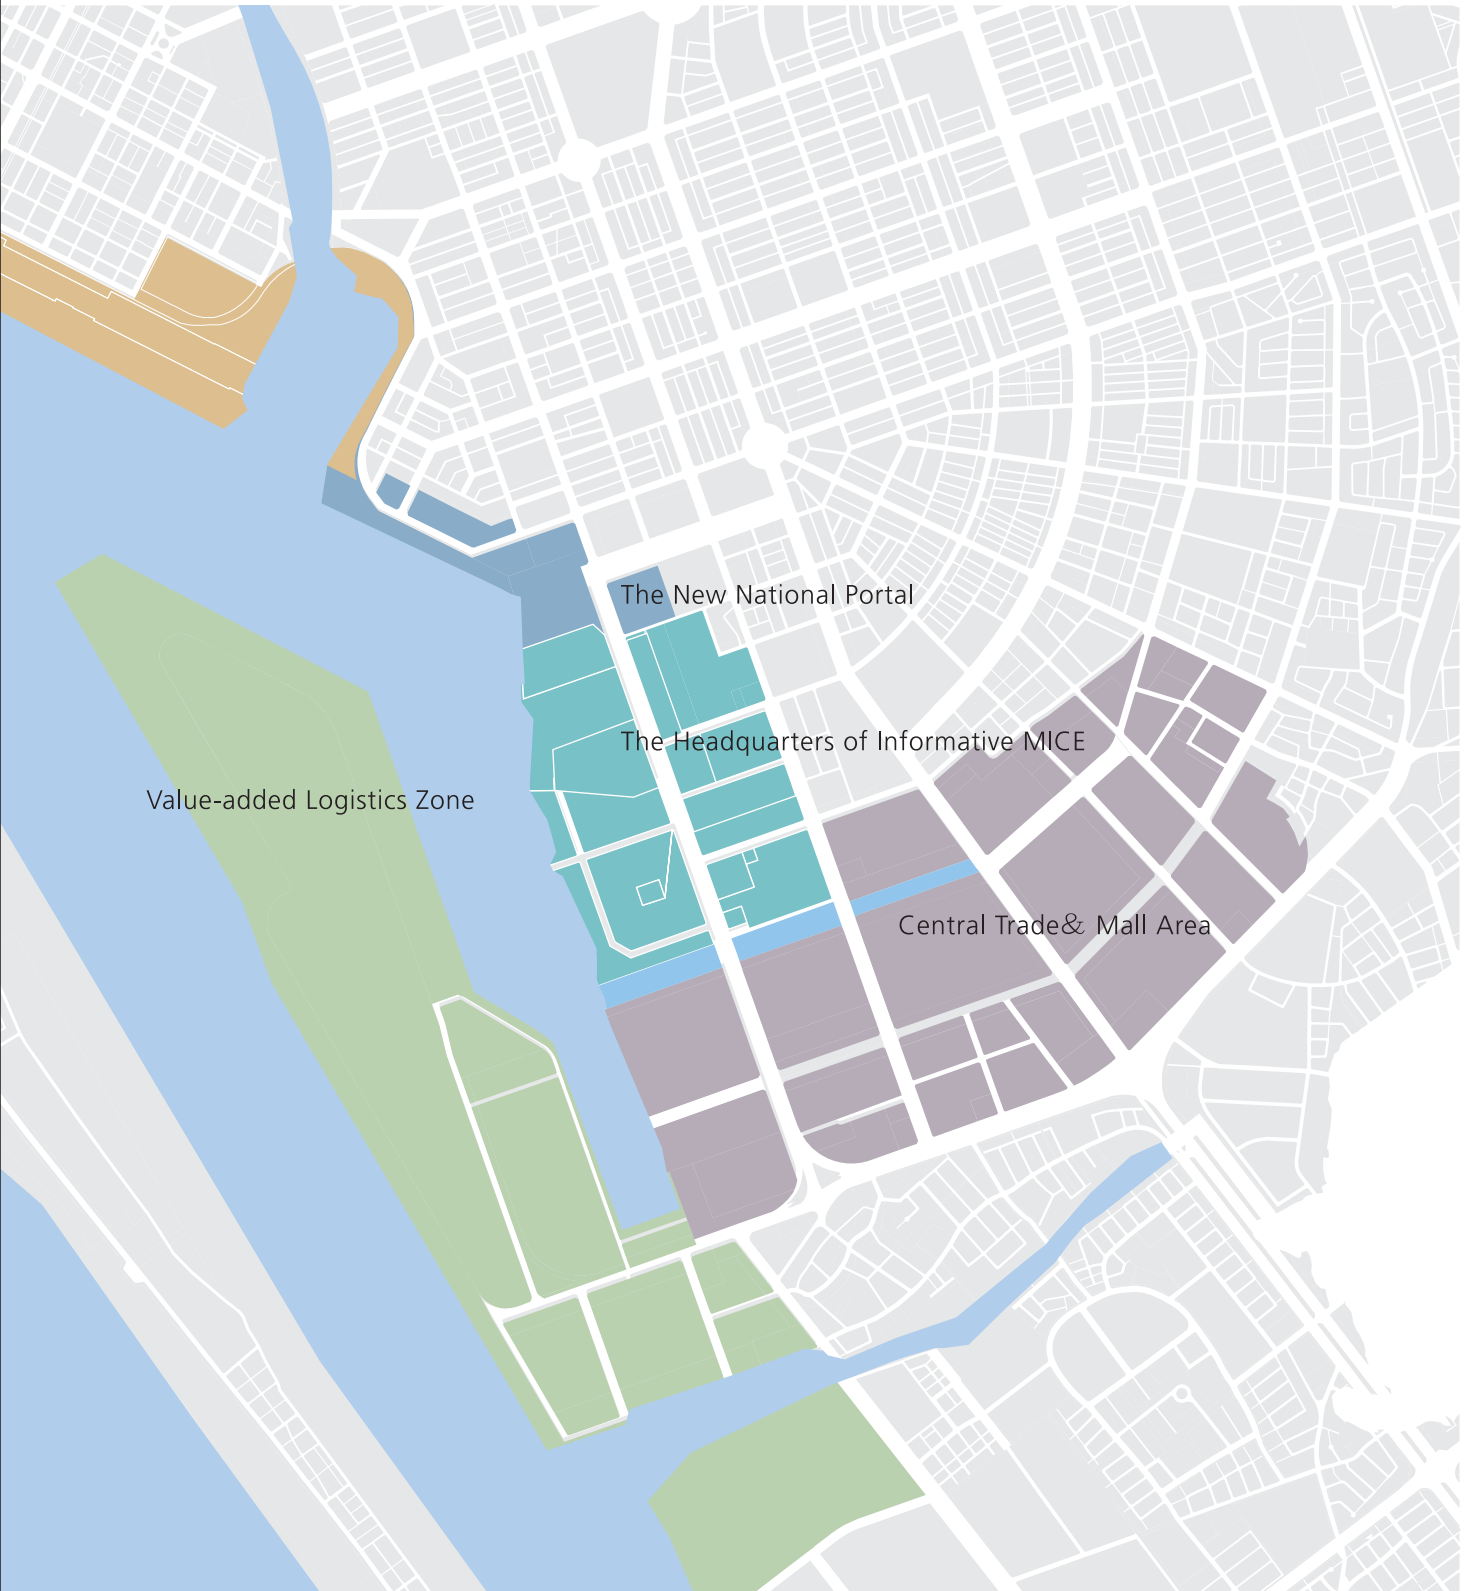 The New National Portal
The Headquarters of Informative MICE
Value-added Logistics Zone
Central Trade& Mall Area